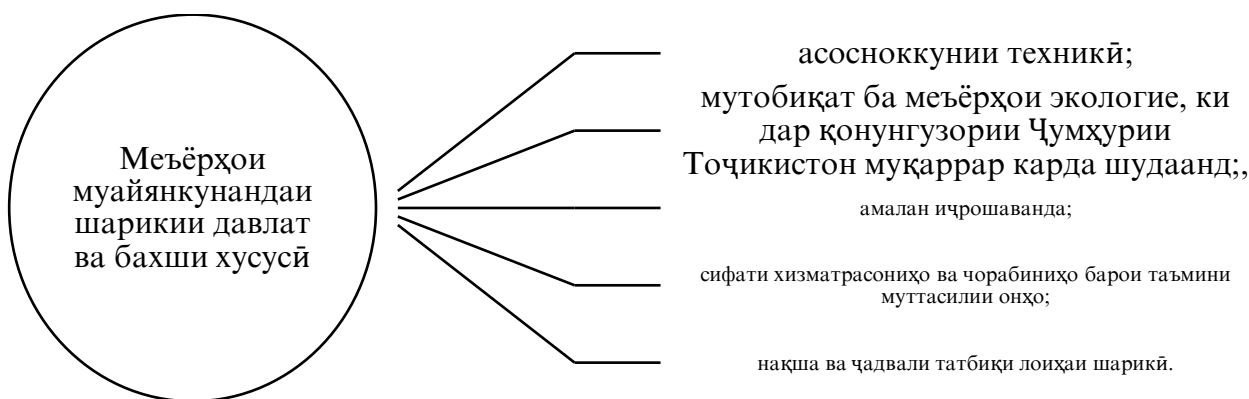 Меъёрҳои
муайянкунандаи
шарикии давлат
ва бахши хусусӣ
асосноккунии техникӣ;
мутобиқат ба меъёрҳои экологие, ки
дар қонунгузории Ҷумҳурии
Тоҷикистон муқаррар карда шудаанд;,
амалан иҷрошаванда;
сифати хизматрасониҳо ва чорабиниҳо барои таъмини
муттасилии онҳо;
нақша ва ҷадвали татбиқи лоиҳаи шарикӣ.